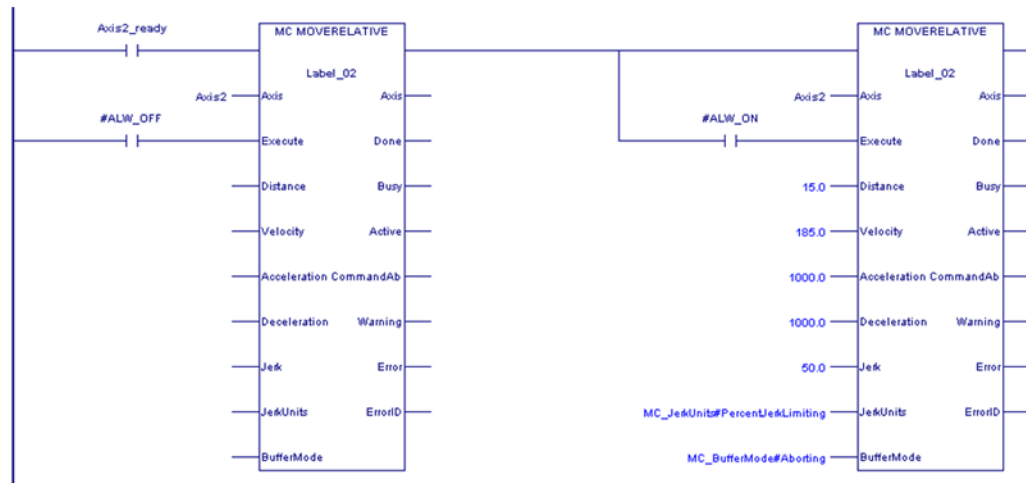 Axis2_ready
MC MOVERELATIVE
MC MOVERELATIVE
Label_02
Label_02
Axis2
Axis
Axis
Axis2
Axis
Axis
#ALW_OFF
#ALW_ON
Execute
Done
Execute
Done
Distance
Busy
15.0
Distance
Busy
Velocity
Active
185.0
Velocity
Active
Acceleration CommandAb
1000.0
Acceleration CommandAb
Deceleration
Warning
1000.0
Deceleration
Warning
Jerk
Error
50.0
Jerk
Error
JerkUnits
ErrorID
MC_JerkUnits#PercentJerkLimiting
JerkUnits
ErrorID
BufferMode
MC_BufferMode#Aborting
BufferMode